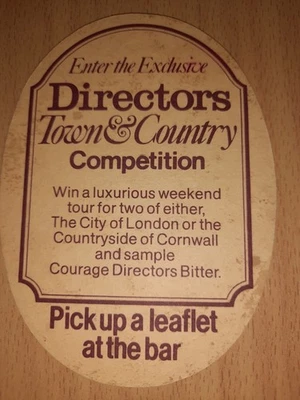 Enter the Exclusive
Directors
Town & Country
Competition
Win a luxurious weekend
tour for two of either,
The City of London or the
Countryside of Cornwall
and sample
Courage Directors Bitter.
Pick up a leaflet
at the bar